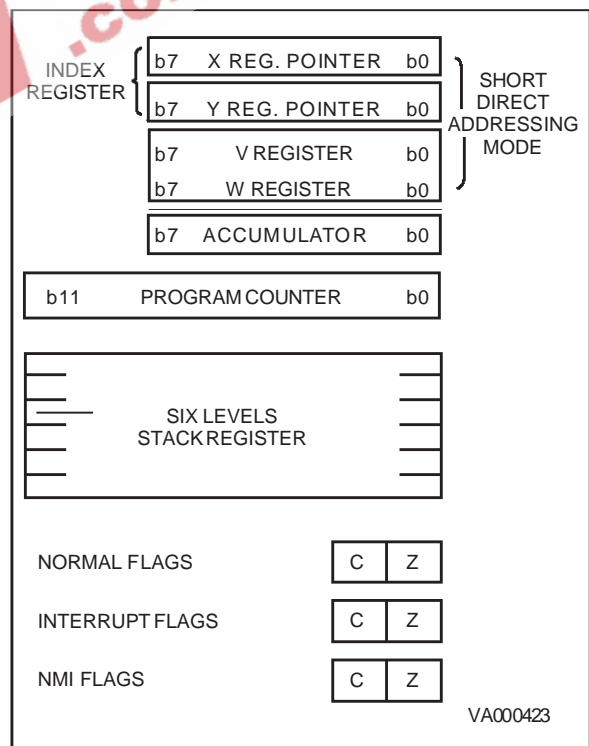 .co
INDEX
REGISTER
b7 X REG. POINTER b0
b7 Y REG. POINTER b0
b7 V REGISTER b0
b7 W REGISTER b0
b7 ACCUMULATOR b0
SHORT
DIRECT
ADDRESSING
MODE
b11 PROGRAM COUNTER b0
SIX LEVELS
STACK REGISTER
NORMAL FLAGS C Z
INTERRUPT FLAGS C Z
NMI FLAGS C Z
VA000423